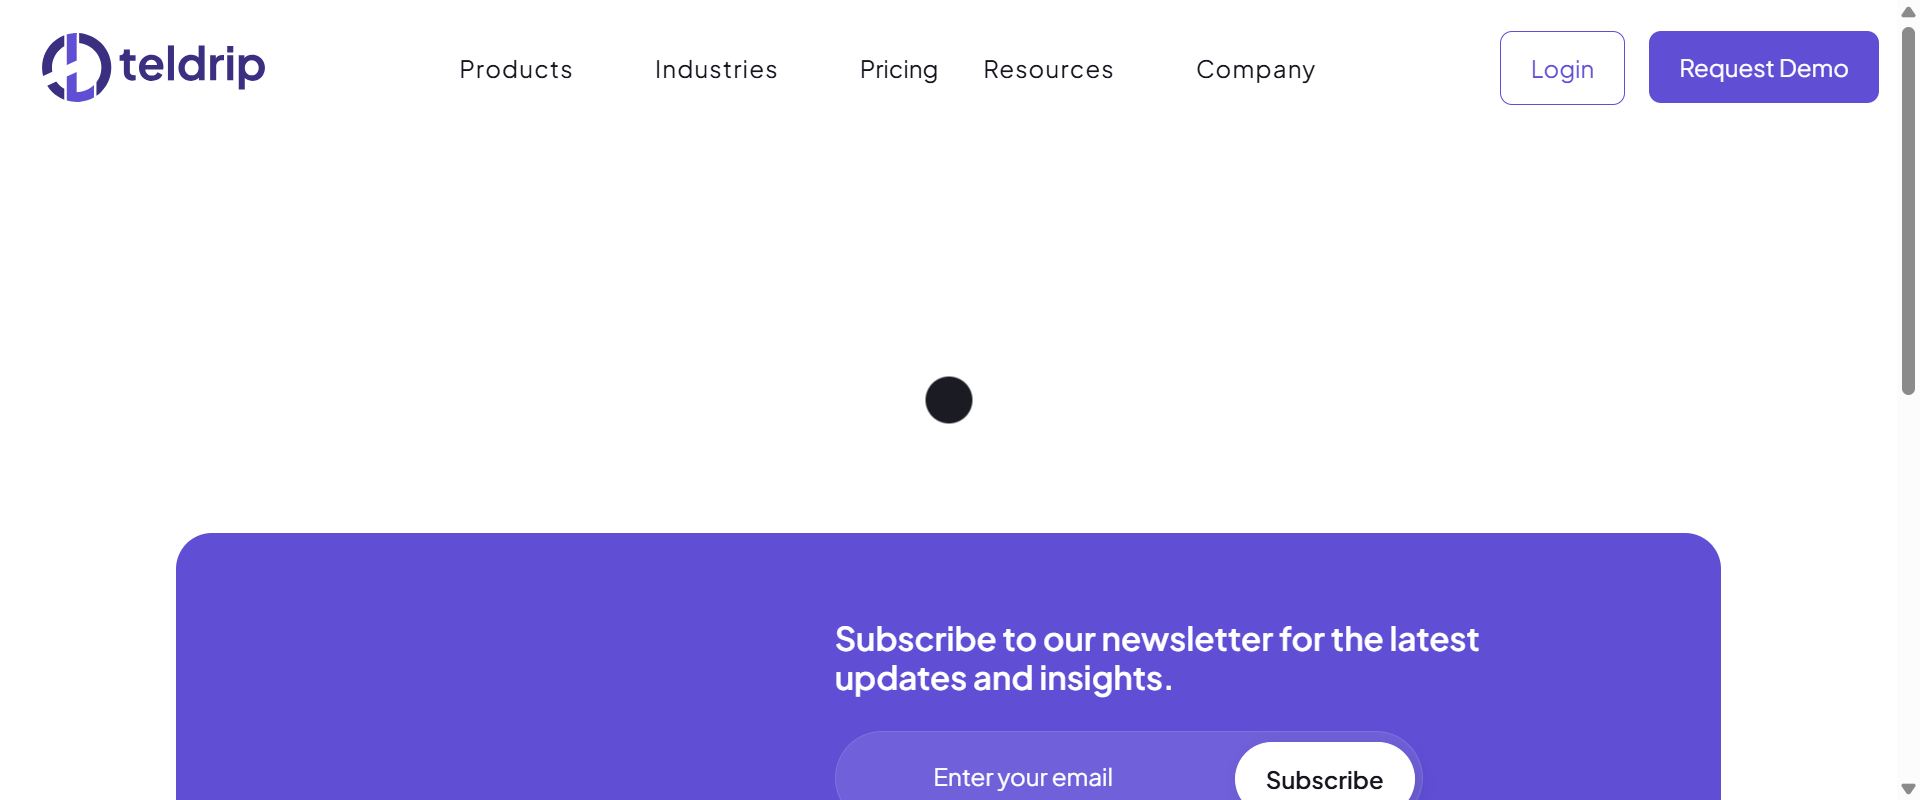 teldrip
Products
Industries
Pricing
Resources
Company
Login
Request Demo
Subscribe to our newsletter for the latest
updates and insights.
Enter your email
Subscribe